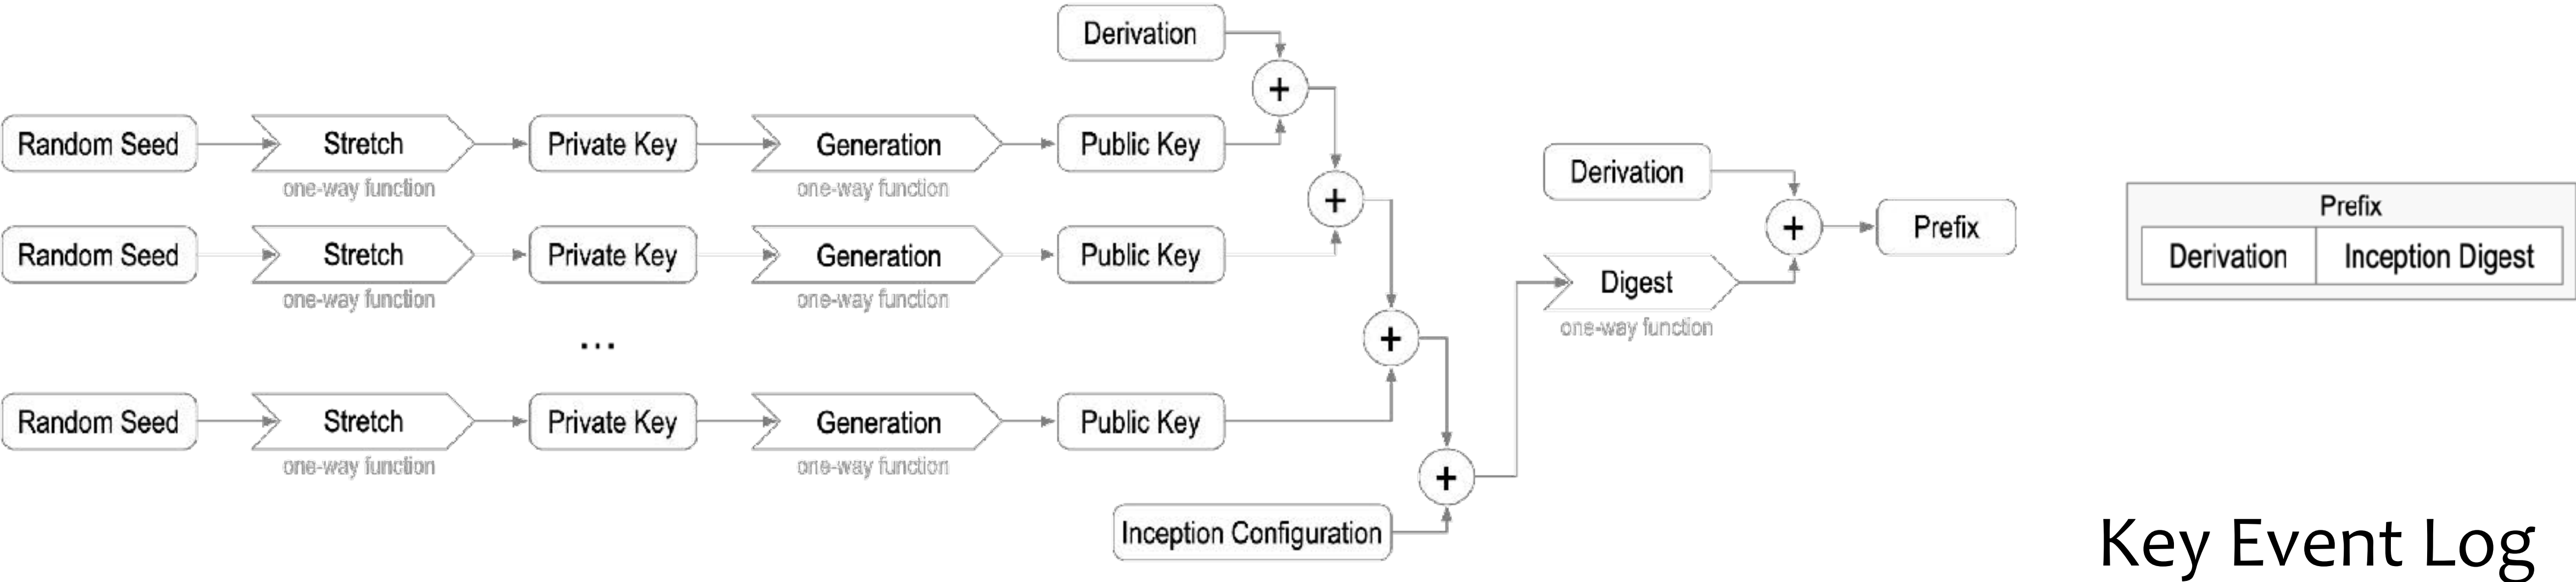 Derivation
+
Random Seed Stretch Private Key Generation Public Key
one-way function one-way function
Derivation
+
Random Seed Stretch Private Key Generation Public Key
one-way function one-way function
+
Prefix
Digest
one-way function
...
+
Random Seed Stretch Private Key Generation Public Key
one-way function one-way function
+
Inception Configuration
Prefix
Derivation Inception Digest
Key Event Log